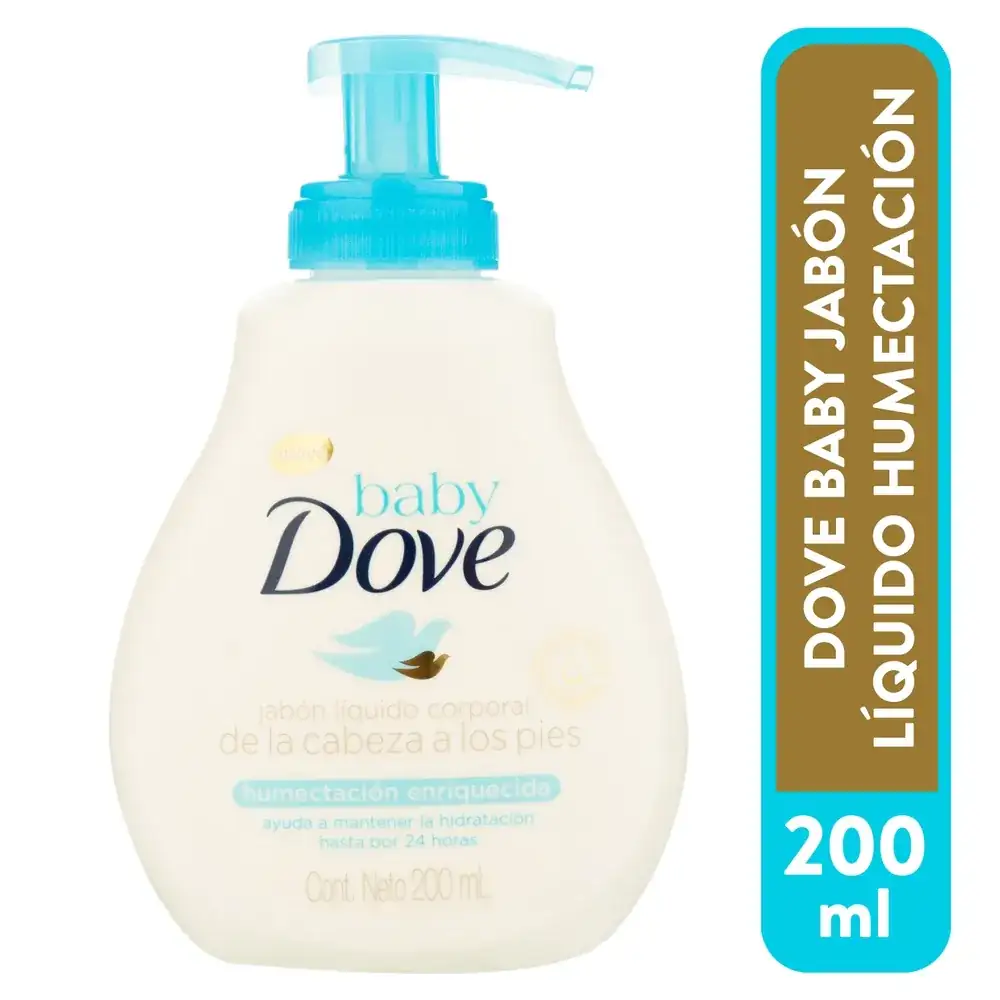 baby
Dove
jabón líquido corporal
de la cabeza a los pies
humectación enriquecida
ayuda a mantener la hidratación
hasta por 24 horas
Cont. Neto 200 mL
DOVE BABY JABÓN
LÍQUIDO HUMECTACIÓN
200
ml